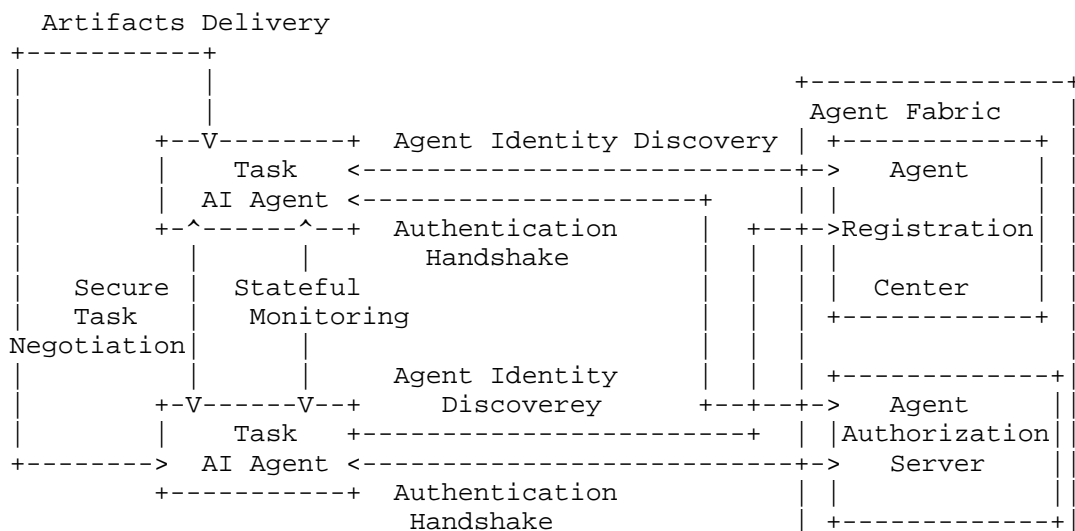 Artifacts Delivery
Agent Fabric
Agent Identity Discovery
Task Agent
AI Agent
Authentication Registration
Handshake
Secure Stateful Center
Task Monitoring
Negotiation
Agent Identity
Discoverey Agent
Task Authorization
AI Agent Server
Authentication
Handshake